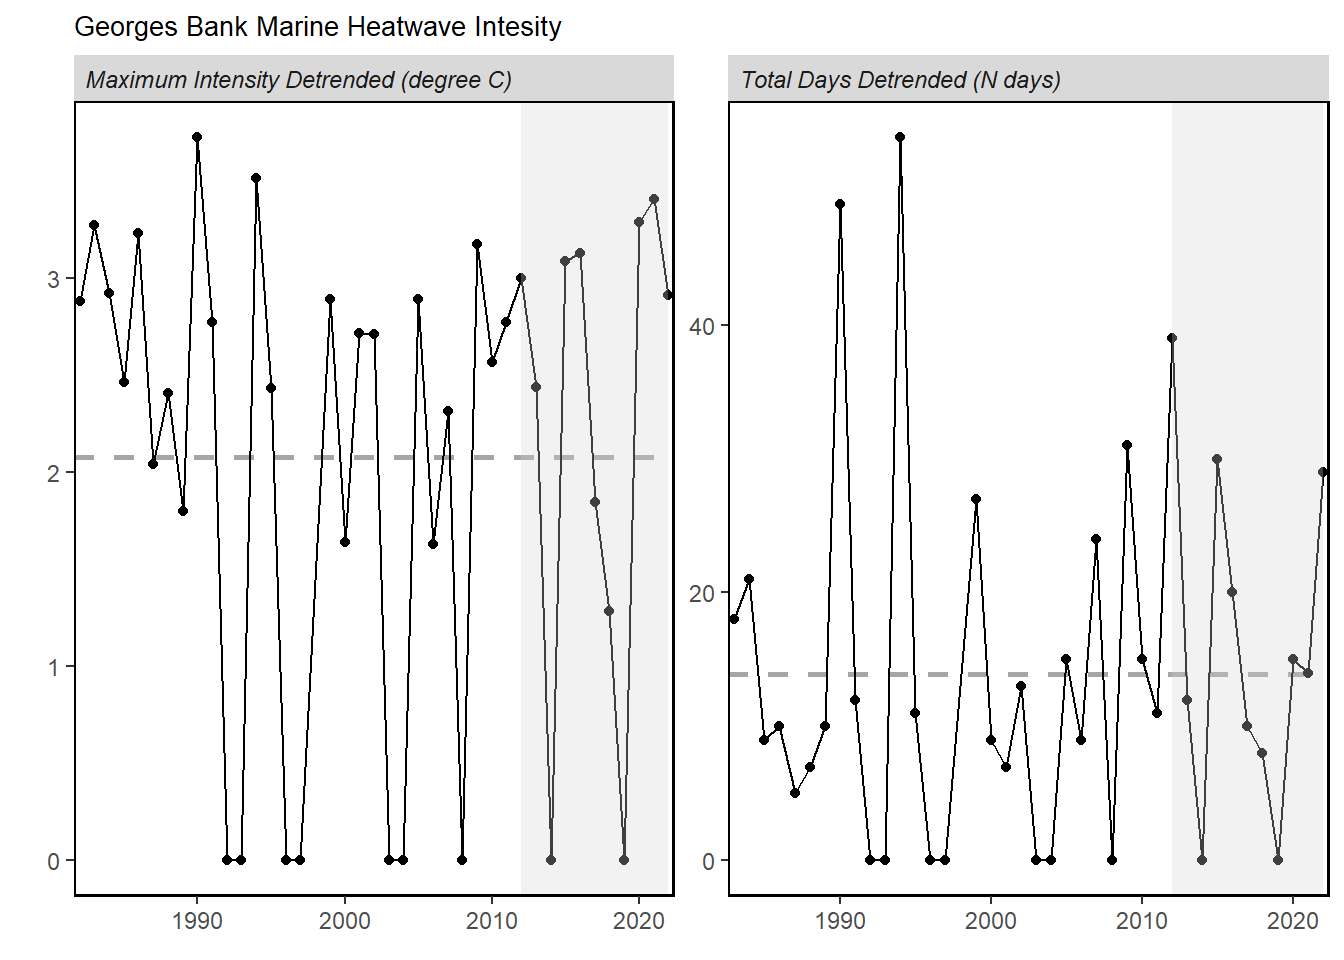 Georges Bank Marine Heatwave Intesity
Maximum Intensity Detrended (degree C)
3
2
1
0
1990 2000 2010 2020
Total Days Detrended (N days)
40
20
0
1990 2000 2010 2020